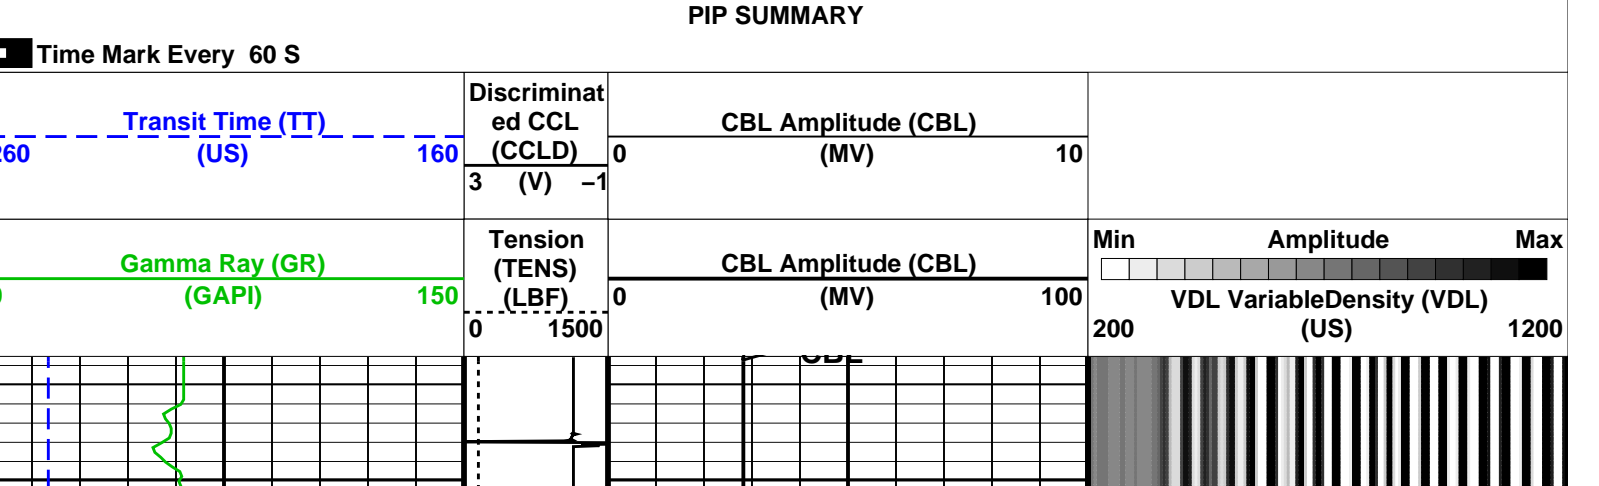 PIP SUMMARY
Time Mark Every 60 S
Transit Time (TT)
(US) 160
Discriminat
ed CCL
(CCLD)
3 (V) −1
CBL Amplitude (CBL)
0 (MV) 10
Gamma Ray (GR)
(GAPI) 150
Tension
(TENS)
(LBF)
0 1500
CBL Amplitude (CBL)
0 (MV) 100
Min Amplitude Max
VDL VariableDensity (VDL)
200 (US) 1200
CBL